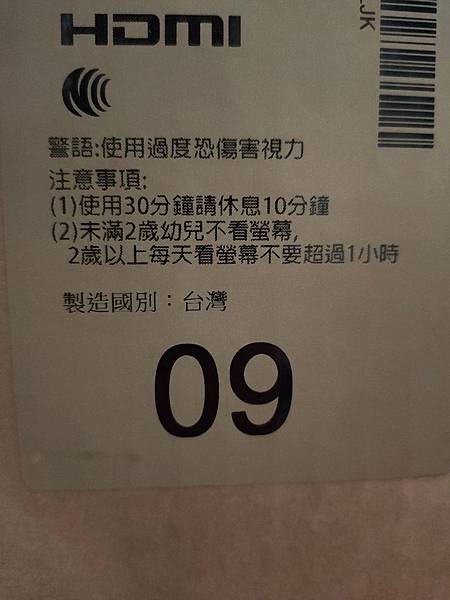 HDMI
JK
警語:使用過度恐傷害視力
注意事項:
(1)使用30分鐘請休息10分鐘
(2)未滿2歲幼兒不看螢幕,
2歲以上每天看螢幕不要超過1小時
製造國別：台灣
09